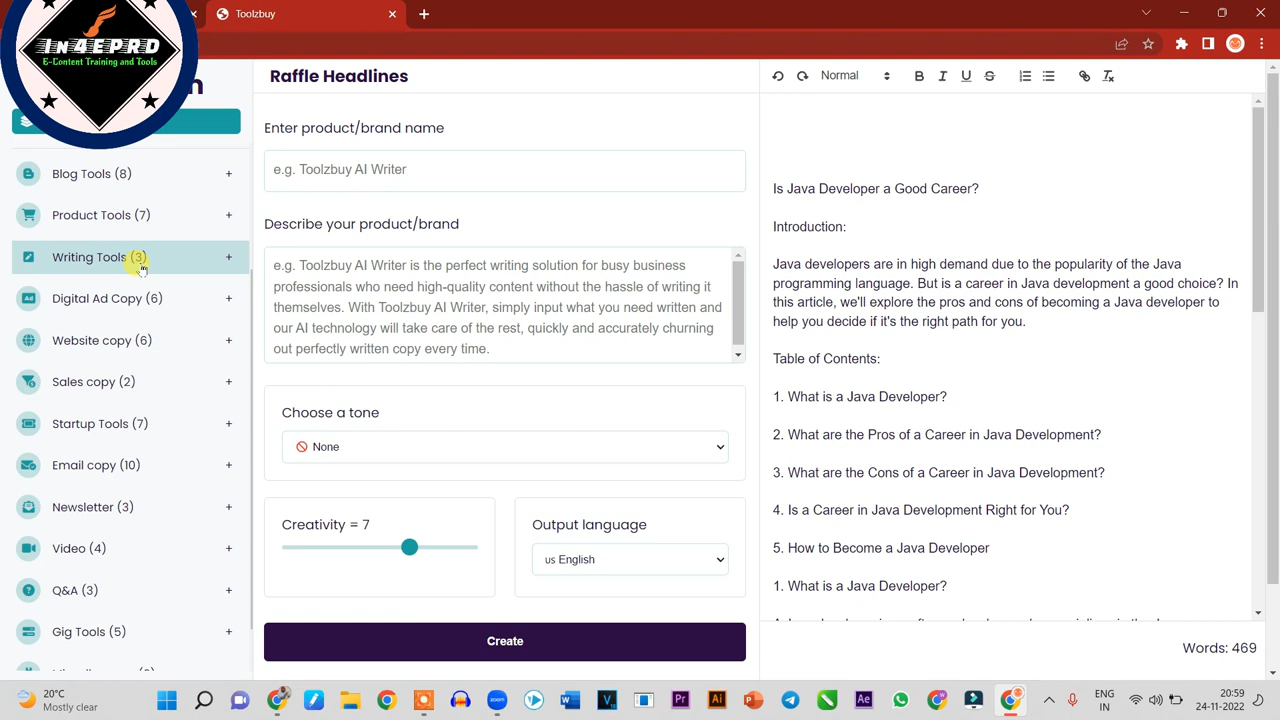 Toolzbuy
IN4EPRD
E-Content Training and Tools
Raffle Headlines
Normal
Enter product/brand name
e.g. Toolzbuy AI Writer
Describe your product/brand
e.g. Toolzbuy AI Writer is the perfect writing solution for busy business
professionals who need high-quality content without the hassle of writing it
themselves. With Toolzbuy AI Writer, simply input what you need written and
our AI technology will take care of the rest, quickly and accurately churning
out perfectly written copy every time.
Choose a tone
None
Creativity = 7
Output language
us English
Create
Blog Tools (8)
Product Tools (7)
Writing Tools (3)
Digital Ad Copy (6)
Website copy (6)
Sales copy (2)
Startup Tools (7)
Email copy (10)
Newsletter (3)
Video (4)
Q&A (3)
Gig Tools (5)
Is Java Developer a Good Career?
Introduction:
Java developers are in high demand due to the popularity of the Java
programming language. But is a career in Java development a good choice? In
this article, we'll explore the pros and cons of becoming a Java developer to
help you decide if it's the right path for you.
Table of Contents:
1. What is a Java Developer?
2. What are the Pros of a Career in Java Development?
3. What are the Cons of a Career in Java Development?
4. Is a Career in Java Development Right for You?
5. How to Become a Java Developer
1. What is a Java Developer?
Words: 469
20°C
Mostly clear
ENG
IN
20:59
24-11-2022